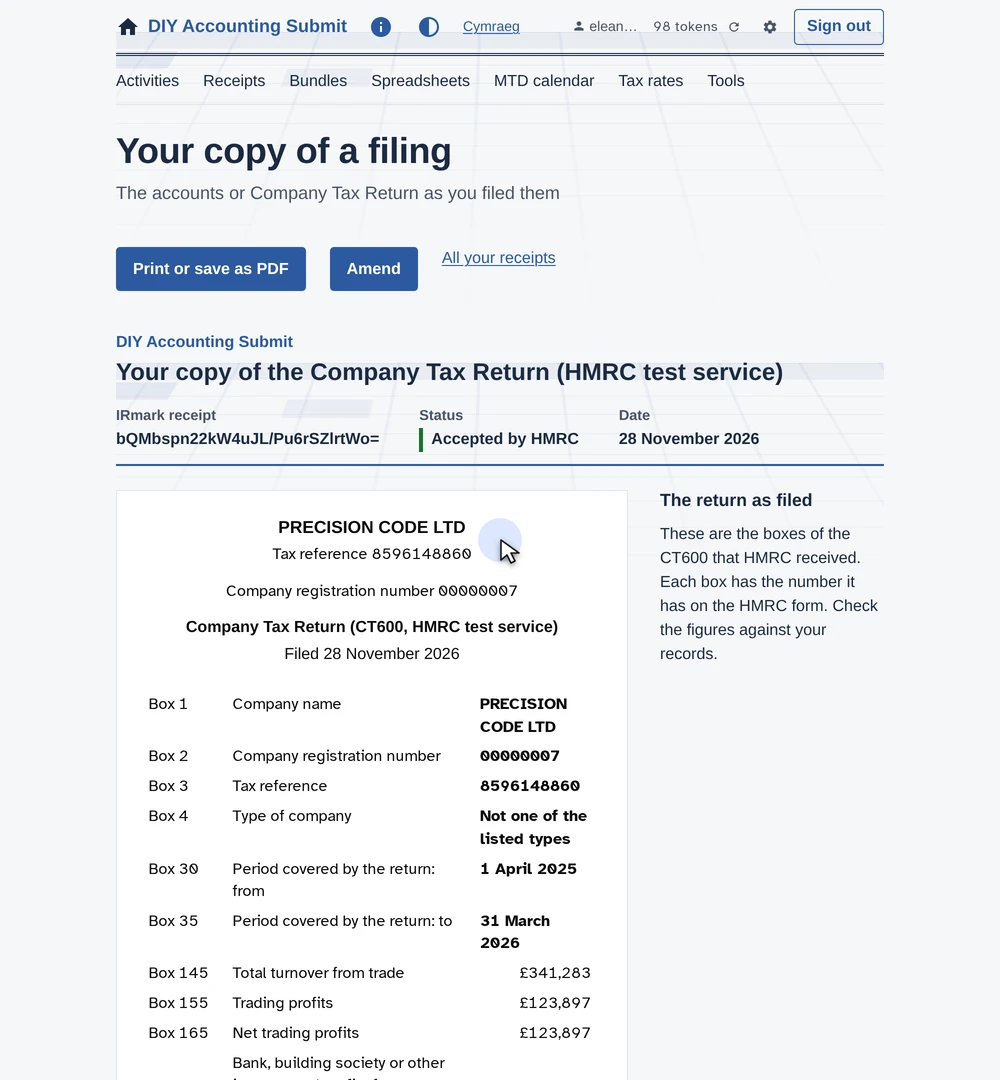 DIY Accounting Submit
Cymraeg
elean...
98 tokens
Sign out
Activities Receipts Bundles Spreadsheets MTD calendar Tax rates Tools
Your copy of a filing
The accounts or Company Tax Return as you filed them
Print or save as PDF
Amend
All your receipts
DIY Accounting Submit
Your copy of the Company Tax Return (HMRC test service)
IRmark receipt
bQMbspn22kW4uJL/Pu6rSZlrtWo=
Status
Accepted by HMRC
Date
28 November 2026
PRECISION CODE LTD
Tax reference 8596148860
Company registration number 00000007
Company Tax Return (CT600, HMRC test service)
Filed 28 November 2026
Box 1 Company name PRECISION
CODE LTD
Box 2 Company registration number 00000007
Box 3 Tax reference 8596148860
Box 4 Type of company Not one of the
listed types
Box 30 Period covered by the return: 1 April 2025
from
Box 35 Period covered by the return: to 31 March
2026
Box 145 Total turnover from trade £341,283
Box 155 Trading profits £123,897
Box 165 Net trading profits £123,897
Bank, building society or other
The return as filed
These are the boxes of the
CT600 that HMRC received.
Each box has the number it
has on the HMRC form. Check
the figures against your
records.